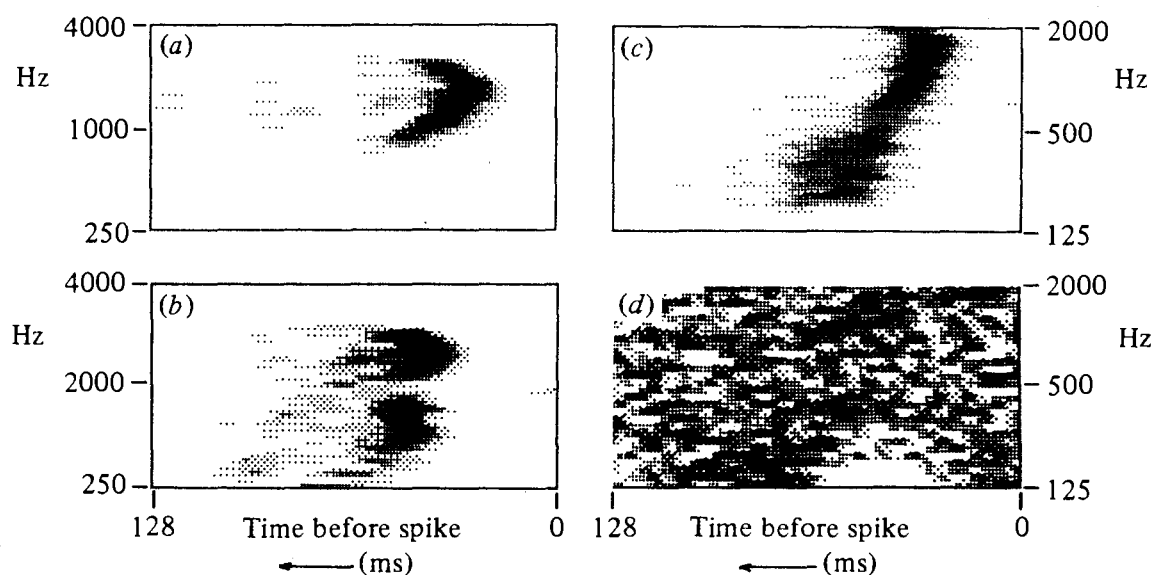 4000
(a)
Hz
1000
250
(c)
2000
Hz
500
125
4000
(b)
Hz
2000
250
128
Time before spike
0
(ms)
(d)
2000
Hz
500
125
128
Time before spike
0
(ms)